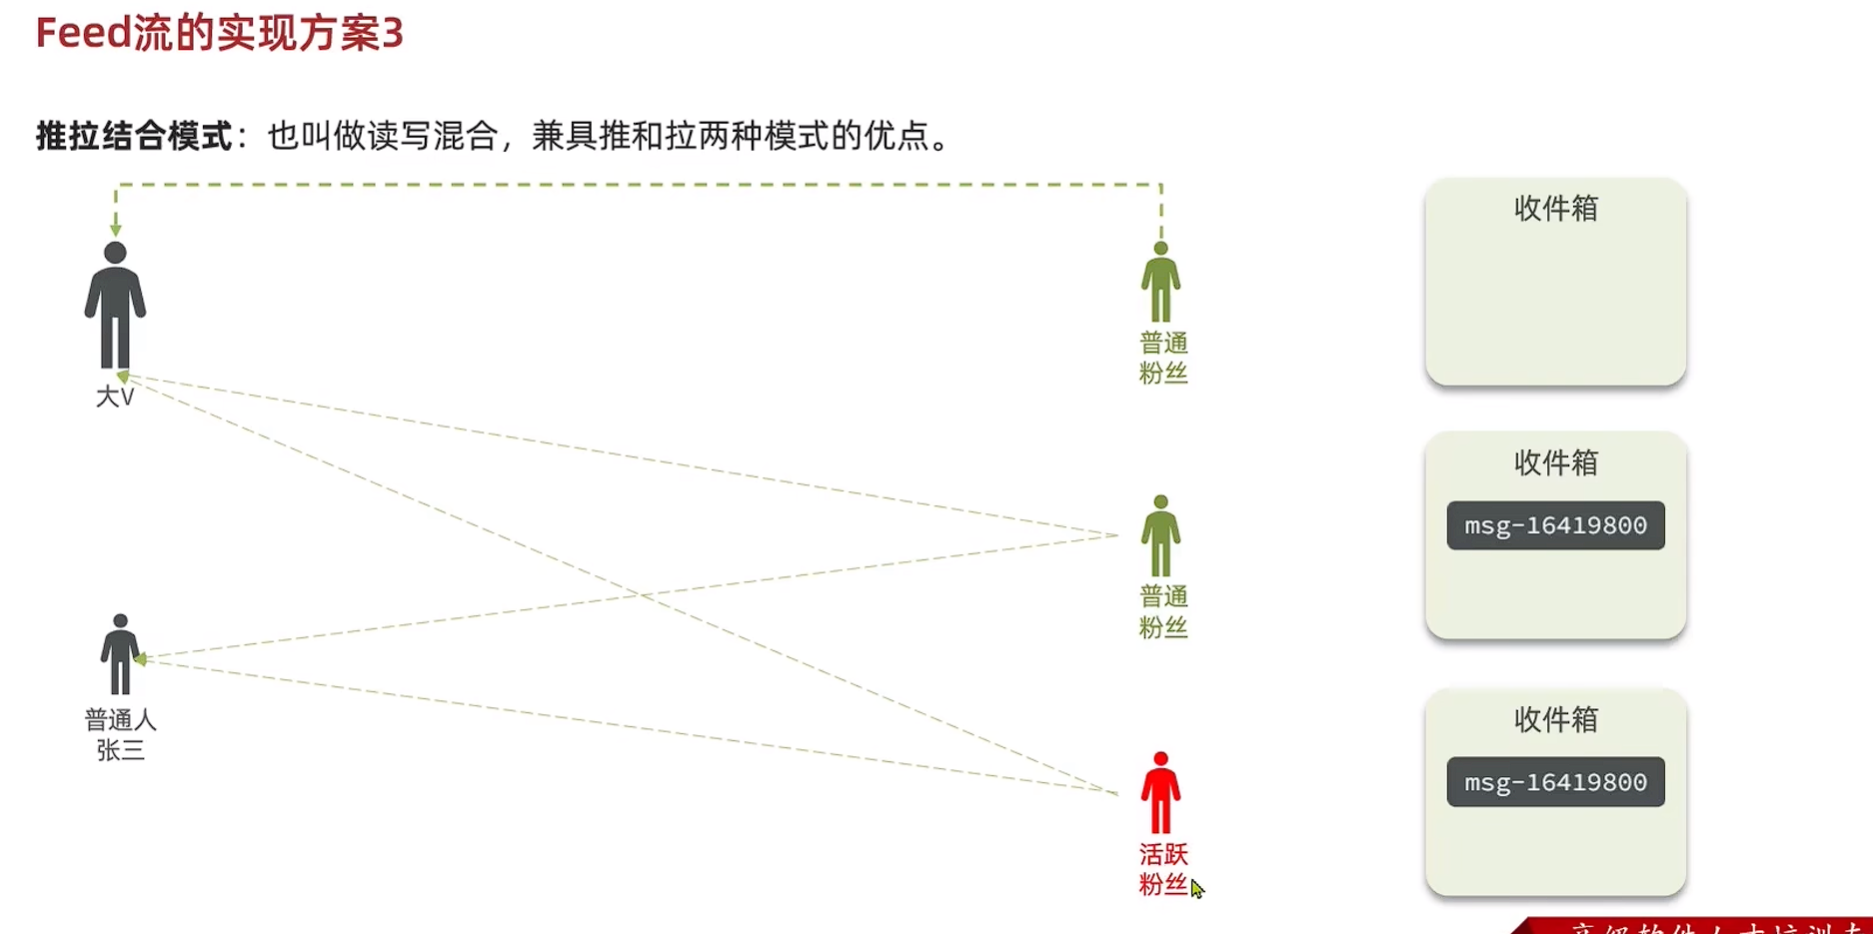 Feed流的实现方案3
推拉结合模式：也叫做读写混合，兼具推和拉两种模式的优点。
收件箱
普通
粉丝
大V
收件箱
msg-16419800
普通
粉丝
普通人
张三
收件箱
msg-16419800
活跃
粉丝